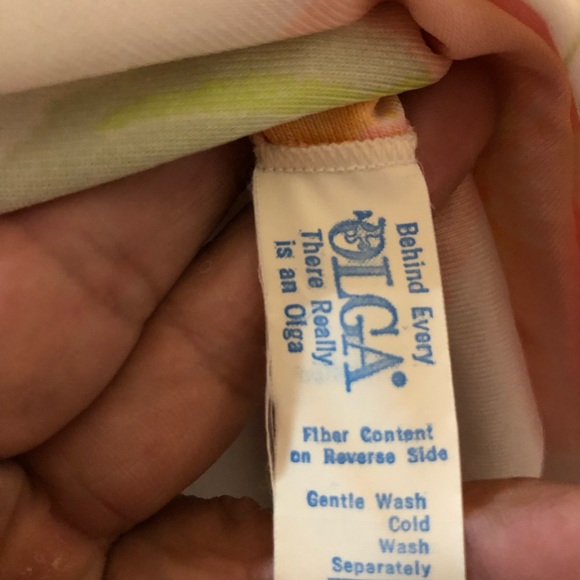 Behind Every
OLGA®
There Really
is an Olga
Fiber Content
on Reverse Side
Gentle Wash
Cold
Wash
Separately